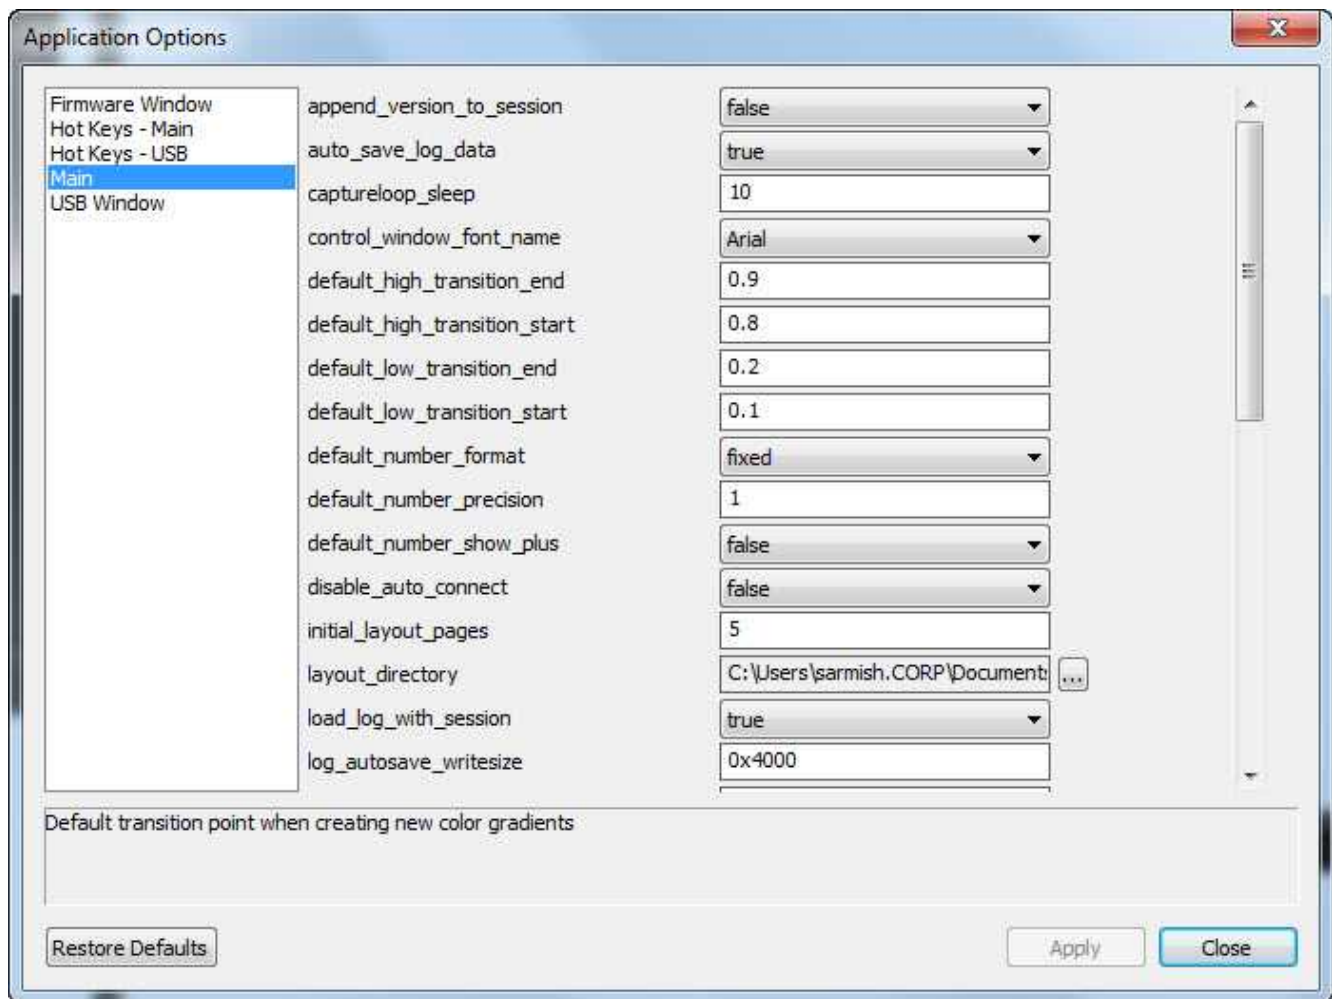 Application Options
Firmware Window
Hot Keys - Main
Hot Keys - USB
Main
USB Window
append_version_to_session false
auto_save_log_data true
captureloop_sleep 10
control_window_font_name Arial
default_high_transition_end 0.9
default_high_transition_start 0.8
default_low_transition_end 0.2
default_low_transition_start 0.1
default_number_format fixed
default_number_precision 1
default_number_show_plus false
disable_auto_connect false
initial_layout_pages 5
layout_directory C:\Users\sarmish.CORP\Documents ...
load_log_with_session true
log_autosave_writesize 0x4000
Default transition point when creating new color gradients
Restore Defaults Apply Close